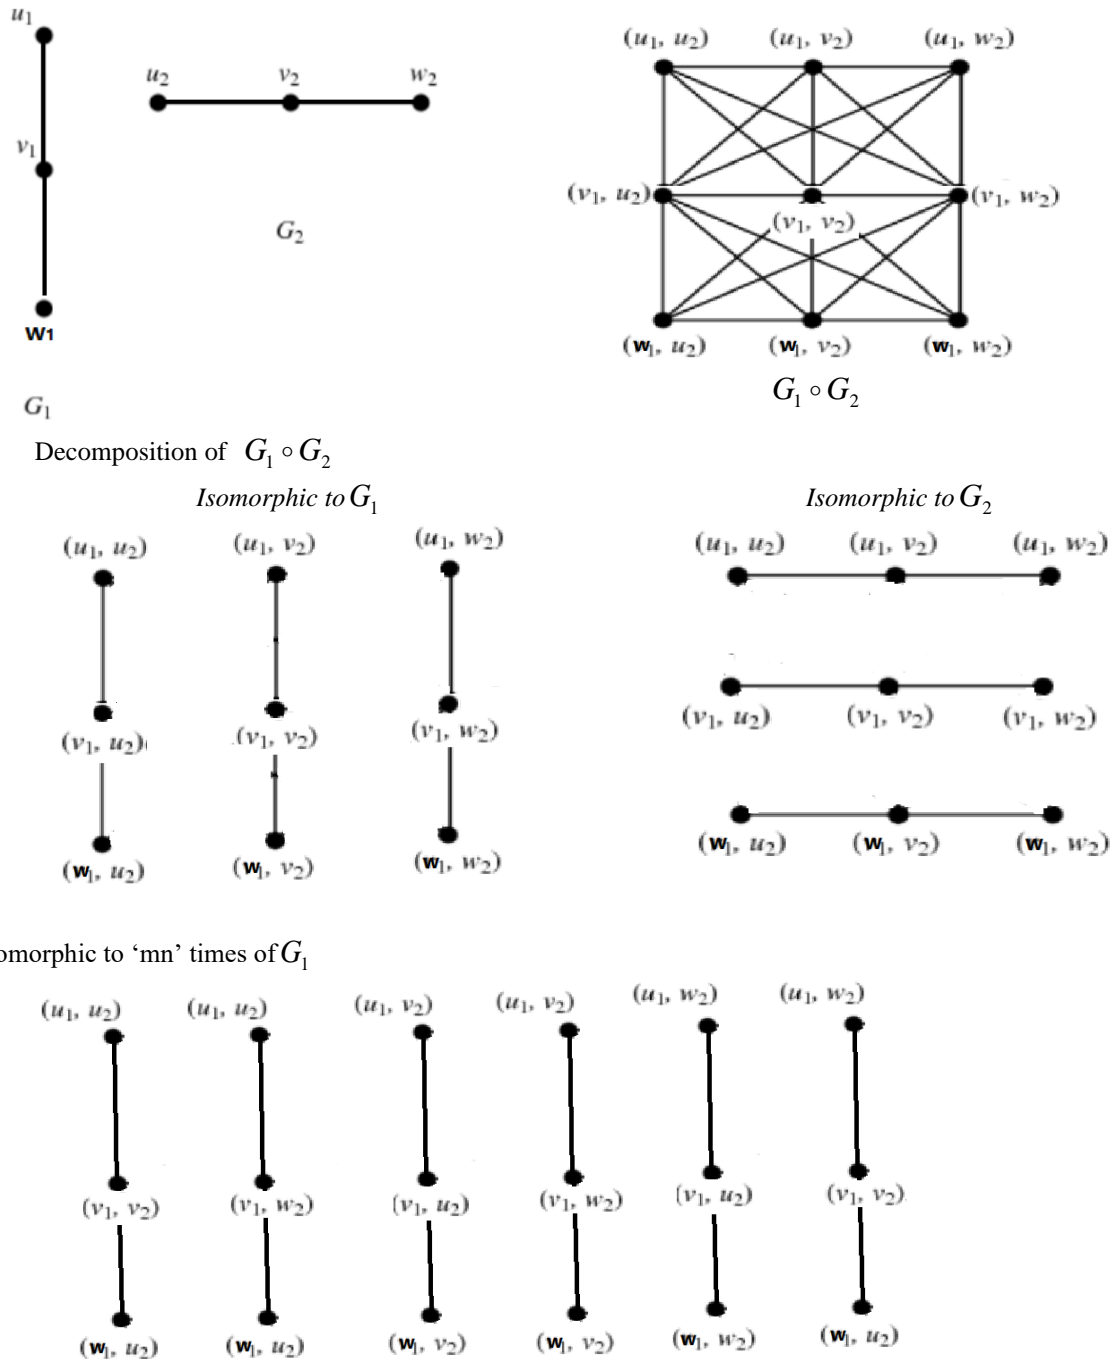 u₁
u₂ v₂ w₂
v₁
G₂
w1
G₁
(u₁, u₂) (u₁, v₂) (u₁, w₂)
(v₁, u₂) (v₁, w₂)
(v₁, v₂)
(w₁, u₂) (w₁, v₂) (w₁, w₂)
G₁ ∘ G₂
Decomposition of G₁ ∘ G₂
Isomorphic to G₁
(u₁, u₂) (u₁, v₂) (u₁, w₂)
(v₁, u₂) (v₁, v₂) (v₁, w₂)
(w₁, u₂) (w₁, v₂) (w₁, w₂)
Isomorphic to G₂
(u₁, u₂) (u₁, v₂) (u₁, w₂)
(v₁, u₂) (v₁, v₂) (v₁, w₂)
(w₁, u₂) (w₁, v₂) (w₁, w₂)
omorphic to ‘mn’ times of G₁
(u₁, u₂) (u₁, u₂) (u₁, v₂) (u₁, v₂) (u₁, w₂) (u₁, w₂)
(v₁, v₂) (v₁, w₂) (v₁, u₂) (v₁, w₂) (v₁, u₂) (v₁, v₂)
(w₁, u₂) (w₁, u₂) (w₁, v₂) (w₁, v₂) (w₁, w₂) (w₁, u₂)